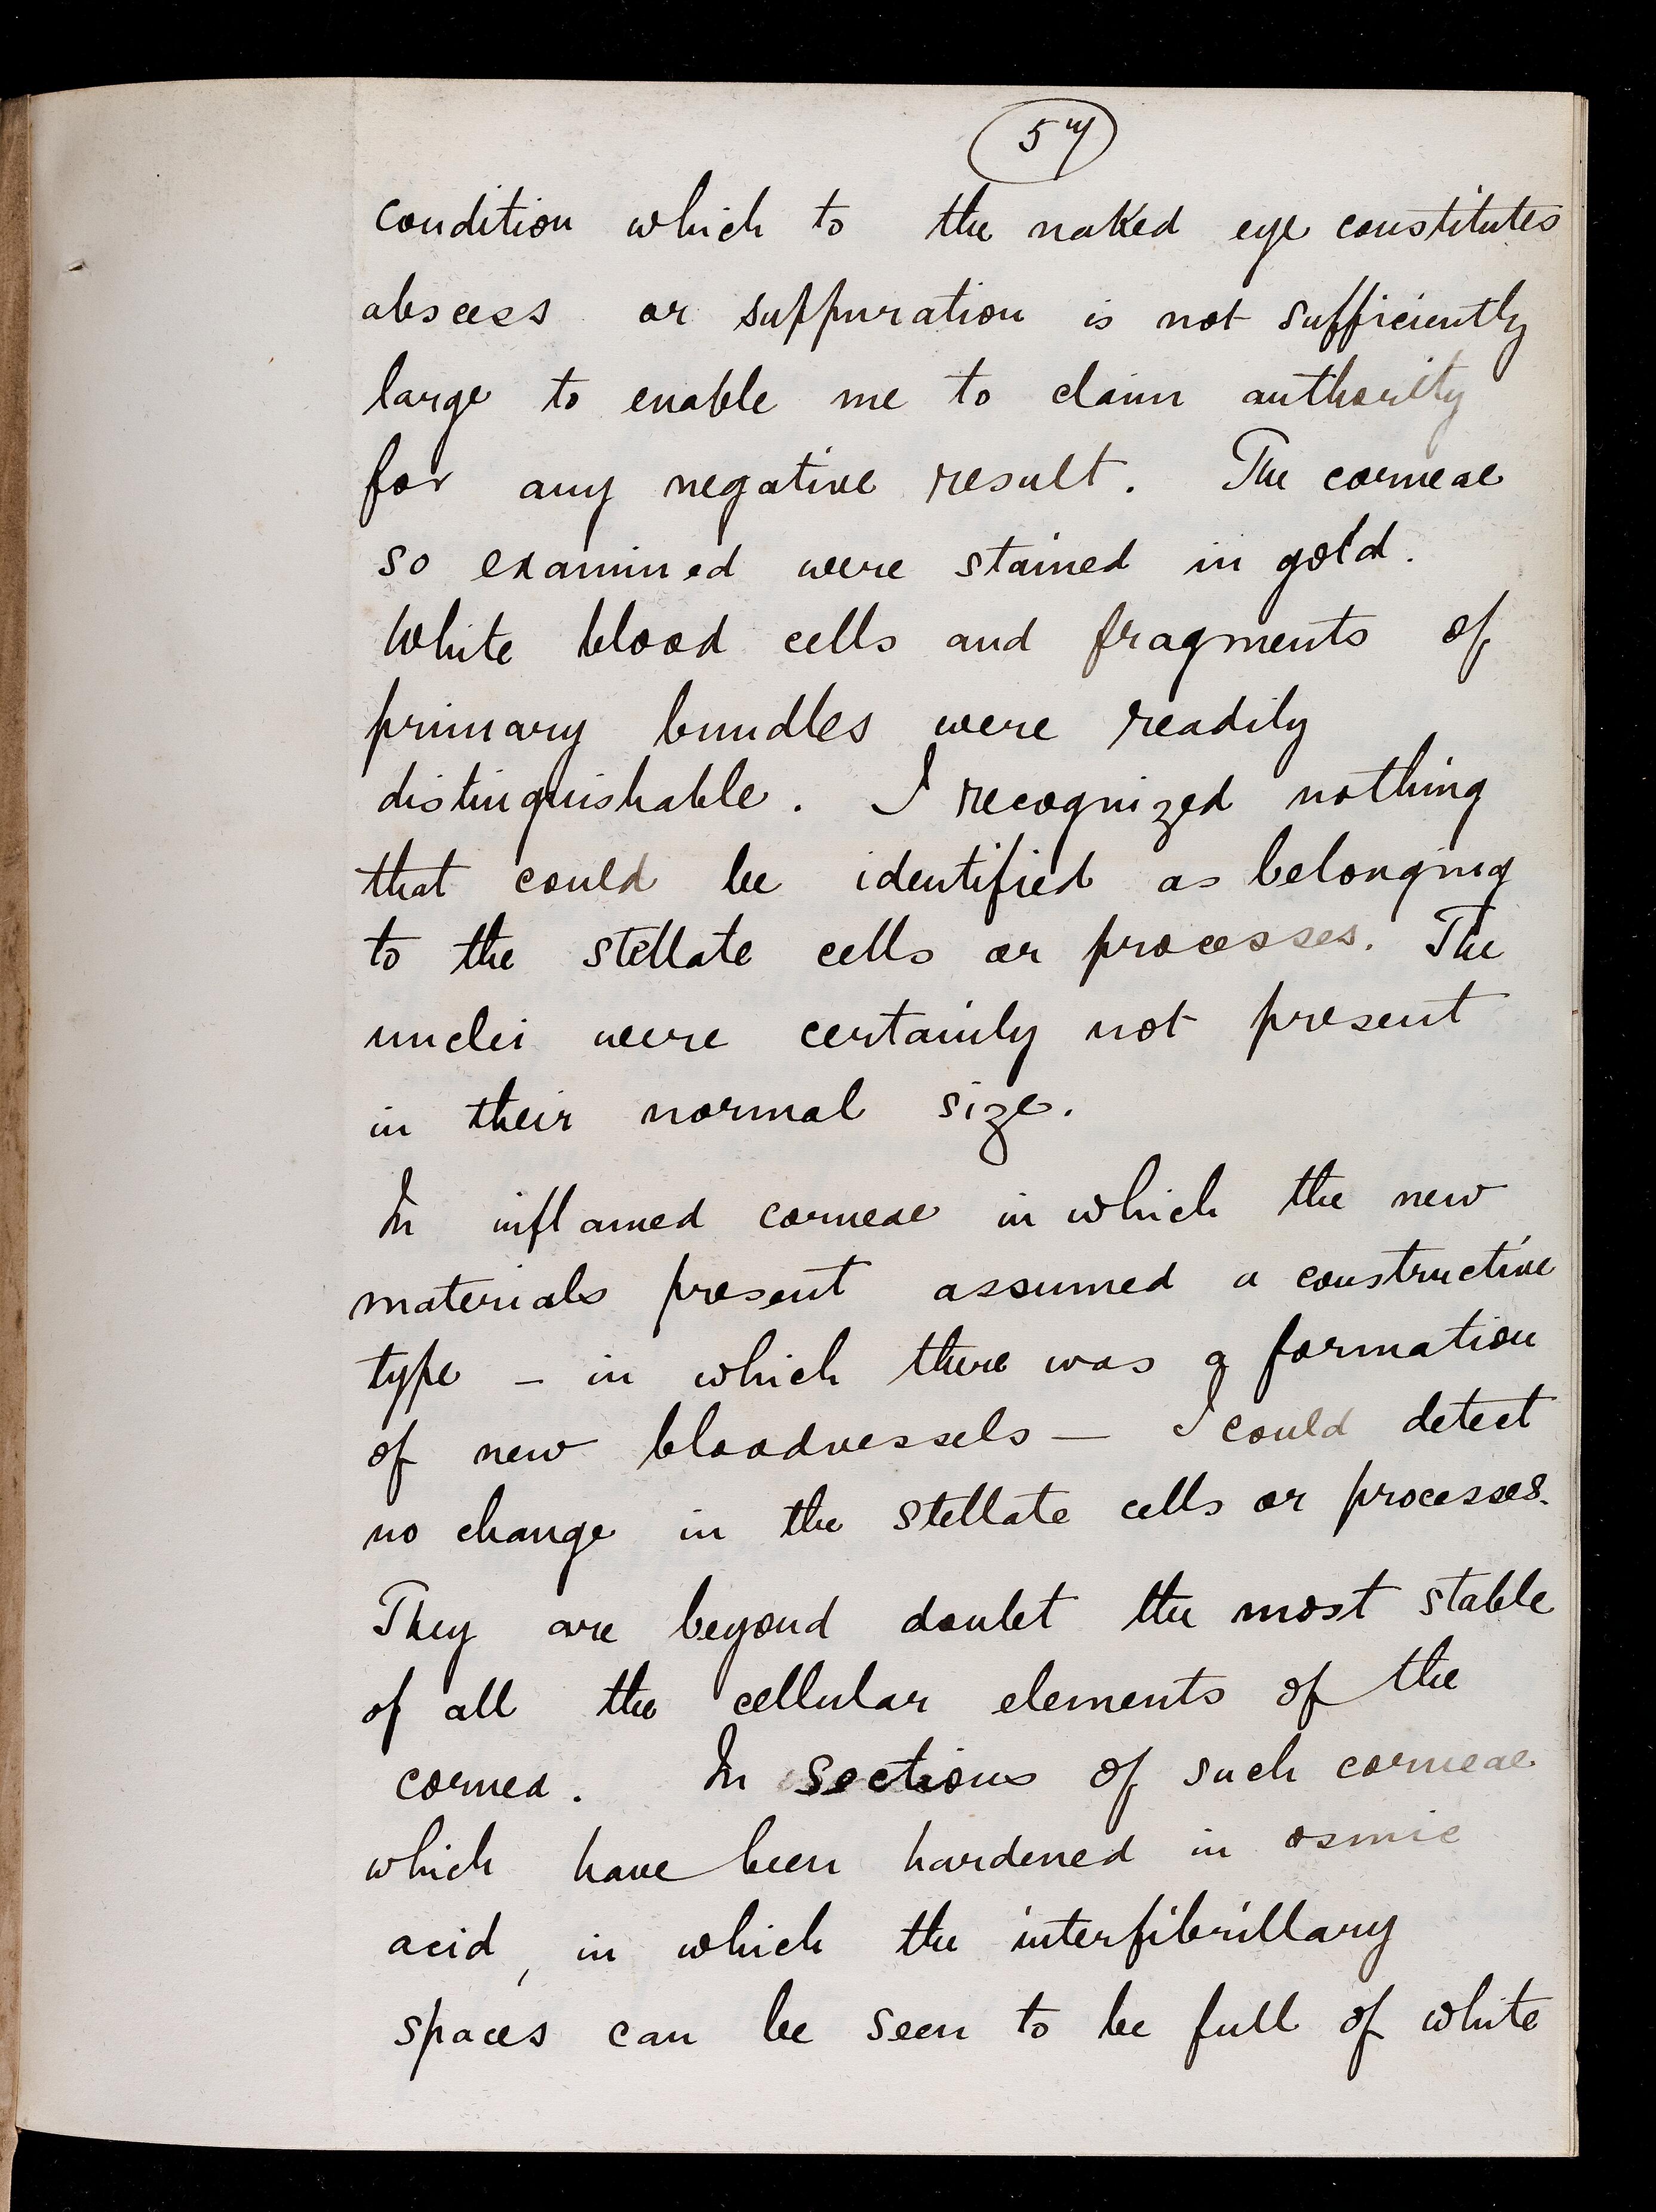 57
condition which to the naked eye constitutes
abscess or suppuration is not sufficiently
large to enable me to claim authority
for any negative result. The corneae
so examined were stained in gold.
White blood cells and fragments of
primary bundles were readily
distinguishable. I recognized nothing
that could be identified as belonging
to the stellate cells or processes. The
nuclei were certainly not present
in their normal size.
In inflamed corneae in which the new
materials present assumed a constructive
type – in which there was a formation
of new bloodvessels – I could detect
no change in the stellate cells or processes.
They are beyond doubt the most stable
of all the cellular elements of the
cornea. In sections of such corneae
which have been hardened in osmic
acid, in which the interfibrillary
spaces can be seen to be full of white